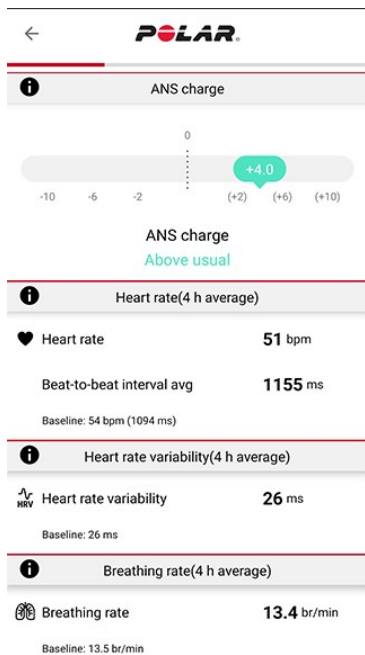 POLAR.
ANS charge
0
+4.0
-10 -6 -2 (+2) (+6) (+10)
ANS charge
Above usual
Heart rate(4 h average)
Heart rate 51 bpm
Beat-to-beat interval avg 1155 ms
Baseline: 54 bpm (1094 ms)
Heart rate variability(4 h average)
HRV Heart rate variability 26 ms
Baseline: 26 ms
Breathing rate(4 h average)
Breathing rate 13.4 br/min
Baseline: 13.5 br/min